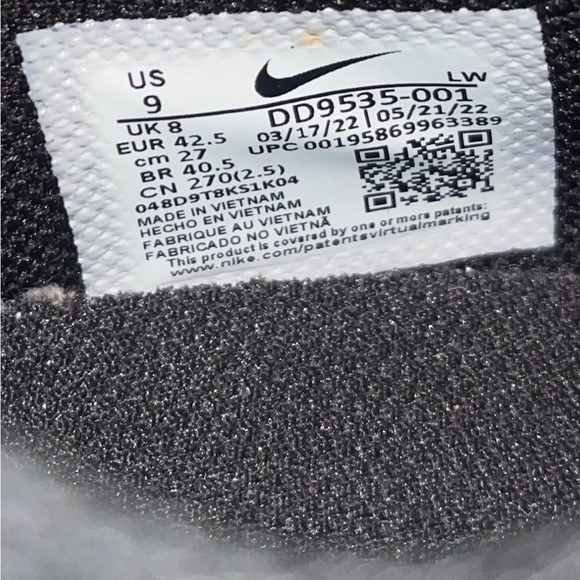 US
9
LW
DD9535-001
UK 8
03/17/22 | 05/21/22
EUR 42.5
UPC 00195869963389
cm 27
BR 40.5
CN 270(2.5)
048D9T8KS1K04
MADE IN VIETNAM
HECHO EN VIETNAM
FABRIQUE AU VIETNAM
FABRICADO NO VIETNÃ
This product is covered by one or more patents:
www.nike.com/patentsvirtualmarking